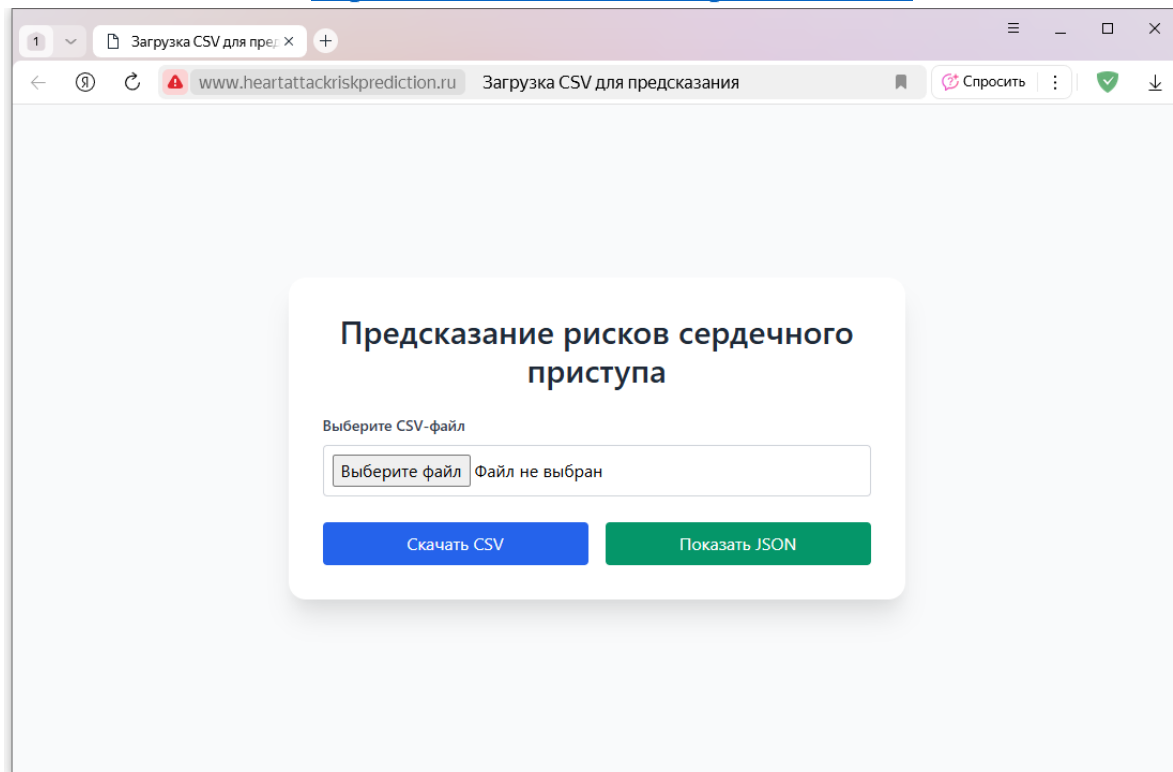 1
Загрузка CSV для пред
www.heartattackriskprediction.ru Загрузка CSV для предсказания Спросить
Предсказание рисков сердечного
приступа
Выберите CSV-файл
Выберите файл Файл не выбран
Скачать CSV Показать JSON